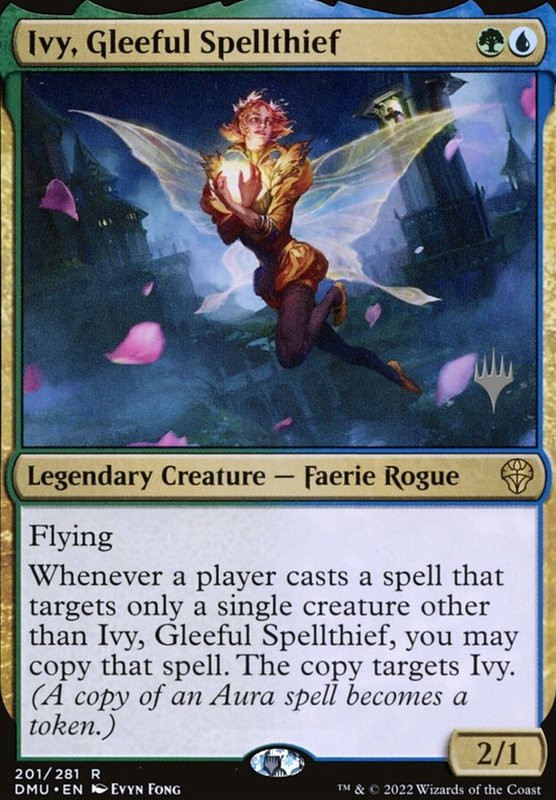 Ivy, Gleeful Spellthief
Legendary Creature — Faerie Rogue
Flying
Whenever a player casts a spell that
targets only a single creature other
than Ivy, Gleeful Spellthief, you may
copy that spell. The copy targets Ivy.
(A copy of an Aura spell becomes a
token.)
2/1
201/281 R
DMU • EN Evyn Fong
™ & © 2022 Wizards of the Coast